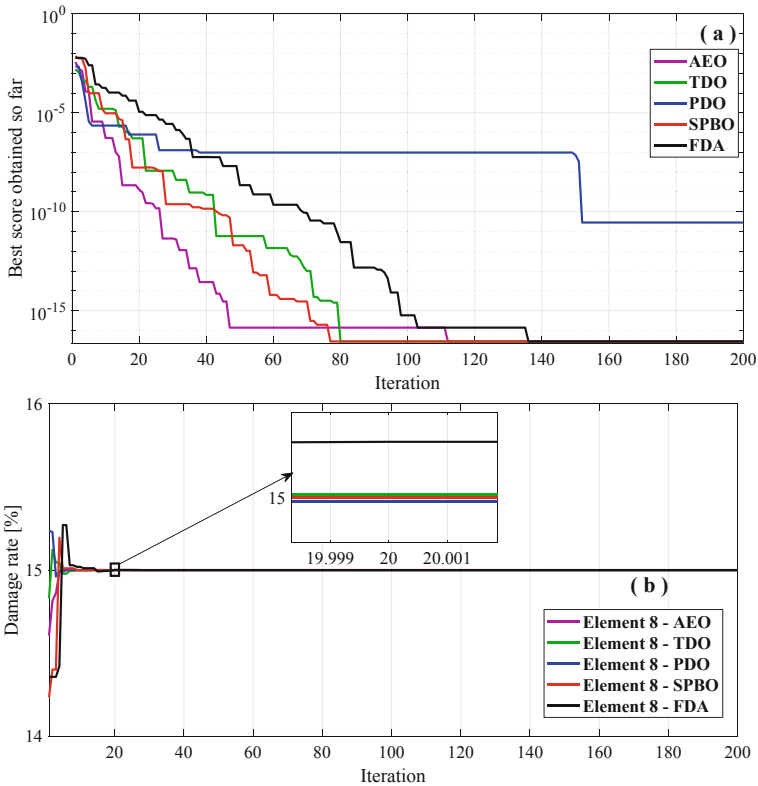 Best score obtained so far
10^0
10^-5
10^-10
10^-15
( a )
AEO
TDO
PDO
SPBO
FDA
0 20 40 60 80 100 120 140 160 180 200
Iteration
Damage rate [%]
16
15
14
15
19.999 20 20.001
( b )
Element 8 - AEO
Element 8 - TDO
Element 8 - PDO
Element 8 - SPBO
Element 8 - FDA
20 40 60 80 100 120 140 160 180 200
Iteration